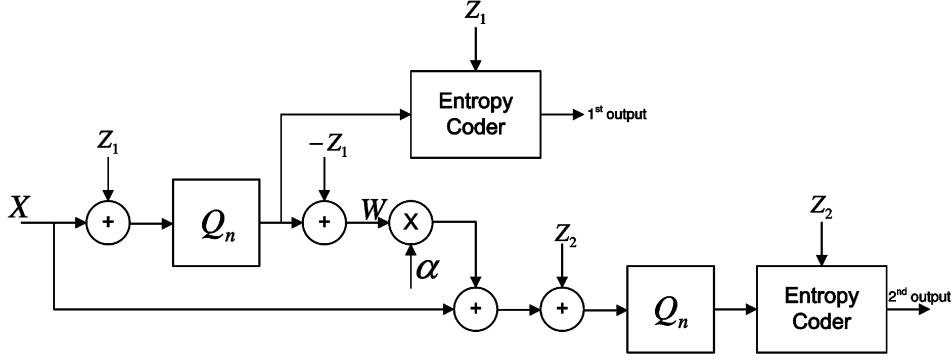 Z₁
Entropy
Coder
1ˢᵗ output
Z₁
− Z₁
X
+
Qₙ
+
W
X
α
Z₂
Z₂
+
+
Qₙ
Entropy
Coder
2ⁿᵈ output